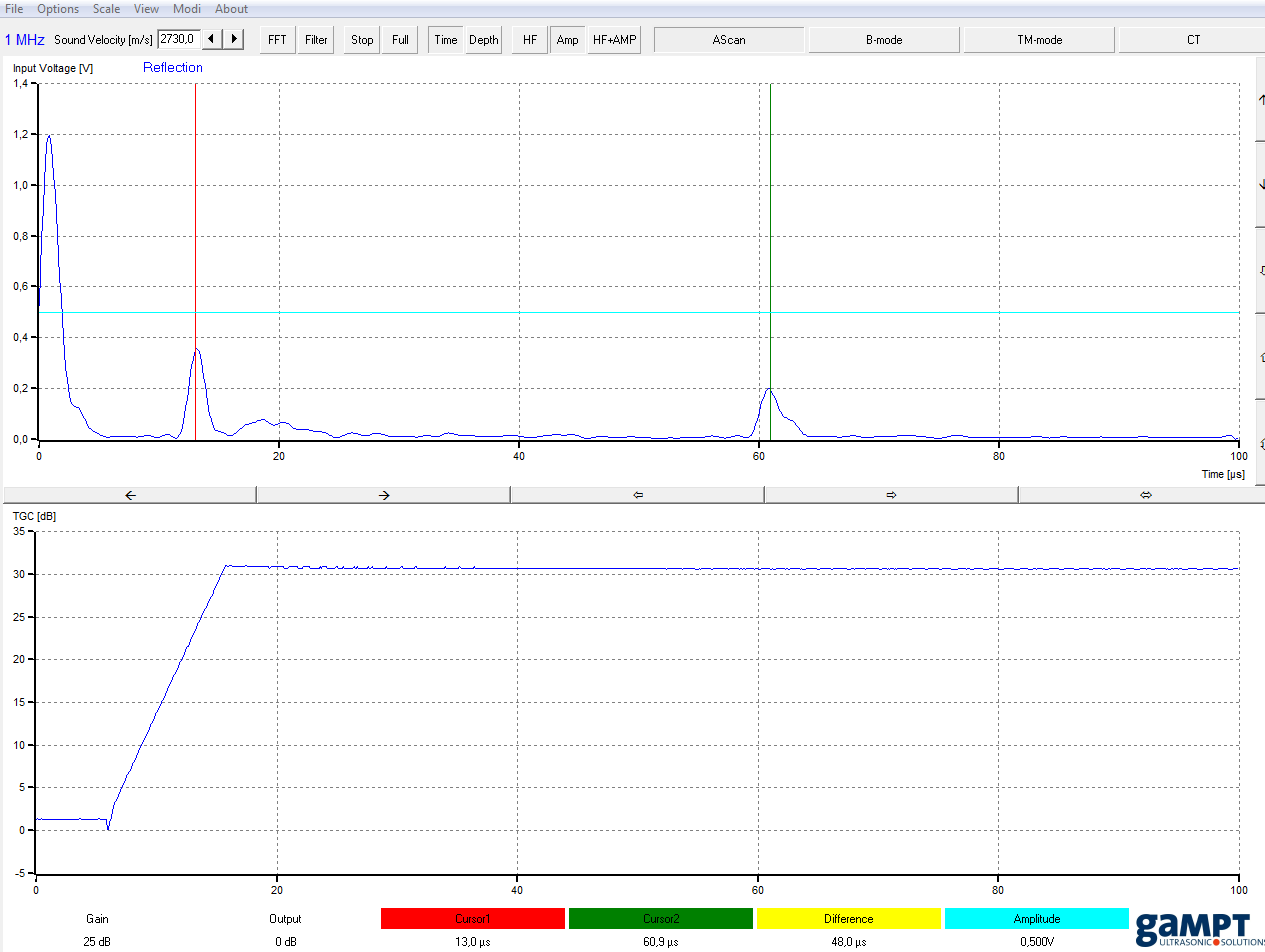 File Options Scale View Modi About
1 MHz Sound Velocity [m/s] 2730,0 FFT Filter Stop Full Time Depth HF Amp HF+AMP AScan B-mode TM-mode CT
Input Voltage [V] Reflection
1,4
1,2
1,0
0,8
0,6
0,4
0,2
0,0
0 20 40 60 80 100
Time [µs]
TGC [dB]
35
30
25
20
15
10
5
0
-5
0 20 40 60 80 100
Gain Output Cursor1 Cursor2 Difference Amplitude
25 dB 0 dB 13,0 µs 60,9 µs 48,0 µs 0,500V
gaMPT
ULTRASONIC SOLUTIONS